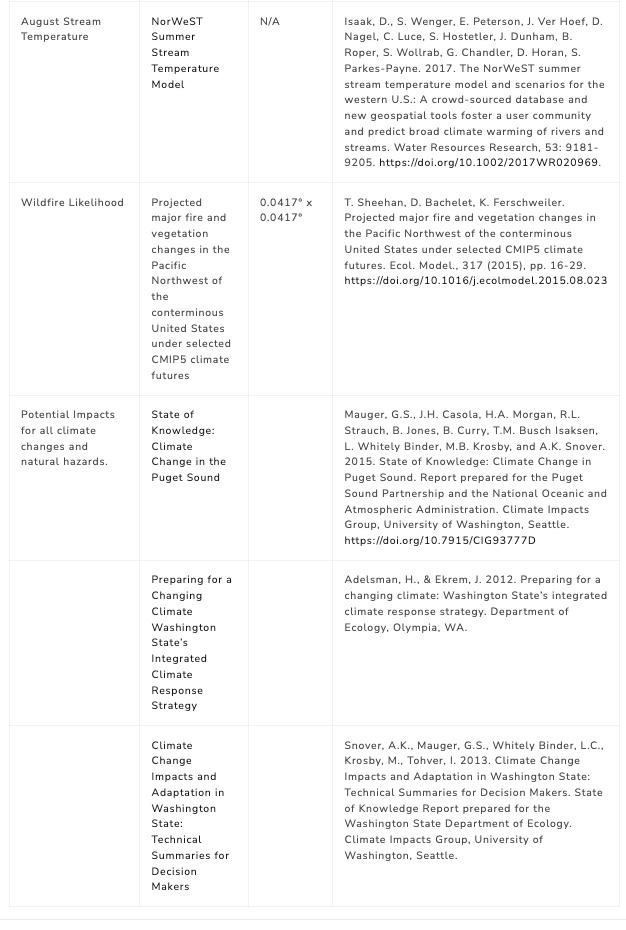 August Stream
Temperature
NorWeST
Summer
Stream
Temperature
Model
N/A
Isaak, D., S. Wenger, E. Peterson, J. Ver Hoef, D.
Nagel, C. Luce, S. Hostetler, J. Dunham, B.
Roper, S. Wollrab, G. Chandler, D. Horan, S.
Parkes-Payne. 2017. The NorWeST summer
stream temperature model and scenarios for the
western U.S.: A crowd-sourced database and
new geospatial tools foster a user community
and predict broad climate warming of rivers and
streams. Water Resources Research, 53: 9181-
9205. https://doi.org/10.1002/2017WR020969.
Wildfire Likelihood
Projected
major fire and
vegetation
changes in the
Pacific
Northwest of
the
conterminous
United States
under selected
CMIP5 climate
futures
0.0417° x
0.0417°
T. Sheehan, D. Bachelet, K. Ferschweiler.
Projected major fire and vegetation changes in
the Pacific Northwest of the conterminous
United States under selected CMIP5 climate
futures. Ecol. Model., 317 (2015), pp. 16-29.
https://doi.org/10.1016/j.ecolmodel.2015.08.023
Potential Impacts
for all climate
changes and
natural hazards.
State of
Knowledge:
Climate
Change in the
Puget Sound
Mauger, G.S., J.H. Casola, H.A. Morgan, R.L.
Strauch, B. Jones, B. Curry, T.M. Busch Isaksen,
L. Whitely Binder, M.B. Krosby, and A.K. Snover.
2015. State of Knowledge: Climate Change in
Puget Sound. Report prepared for the Puget
Sound Partnership and the National Oceanic and
Atmospheric Administration. Climate Impacts
Group, University of Washington, Seattle.
https://doi.org/10.7915/CIG93777D
Preparing for a
Changing
Climate
Washington
State's
Integrated
Climate
Response
Strategy
Adelsman, H., & Ekrem, J. 2012. Preparing for a
changing climate: Washington State's integrated
climate response strategy. Department of
Ecology, Olympia, WA.
Climate
Change
Impacts and
Adaptation in
Washington
State:
Technical
Summaries for
Decision
Makers
Snover, A.K., Mauger, G.S., Whitely Binder, L.C.,
Krosby, M., Tohver, I. 2013. Climate Change
Impacts and Adaptation in Washington State:
Technical Summaries for Decision Makers. State
of Knowledge Report prepared for the
Washington State Department of Ecology.
Climate Impacts Group, University of
Washington, Seattle.